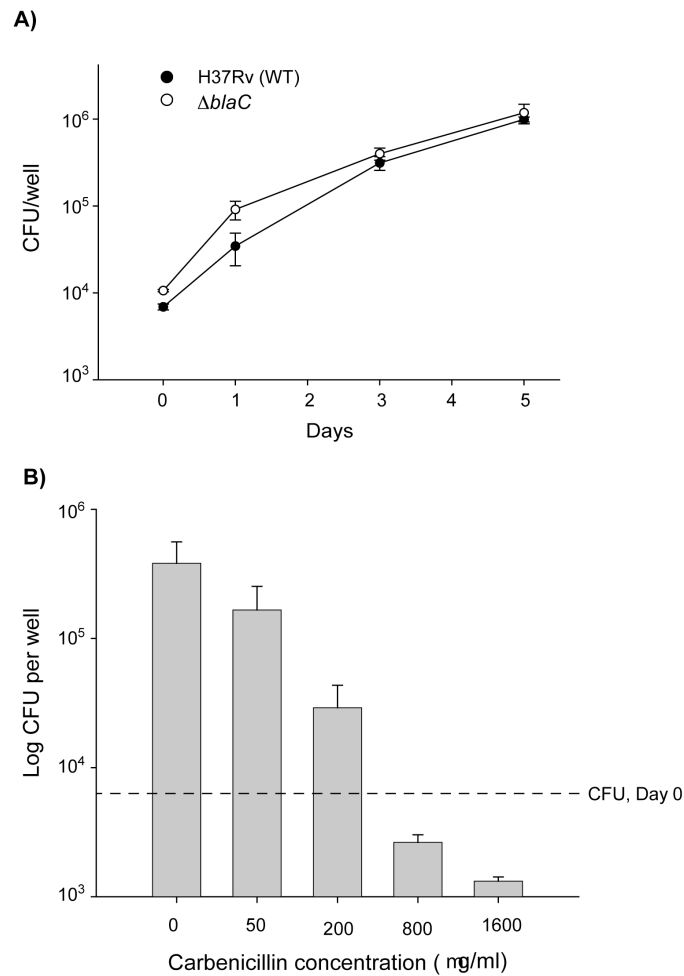 A)
H37Rv (WT)
ΔblaC
10⁶
10⁵
10⁴
10³
CFU/well
0 1 2 3 4 5
Days
B)
10⁶
10⁵
10⁴
10³
Log CFU per well
CFU, Day 0
0 50 200 800 1600
Carbenicillin concentration ( mg/ml)